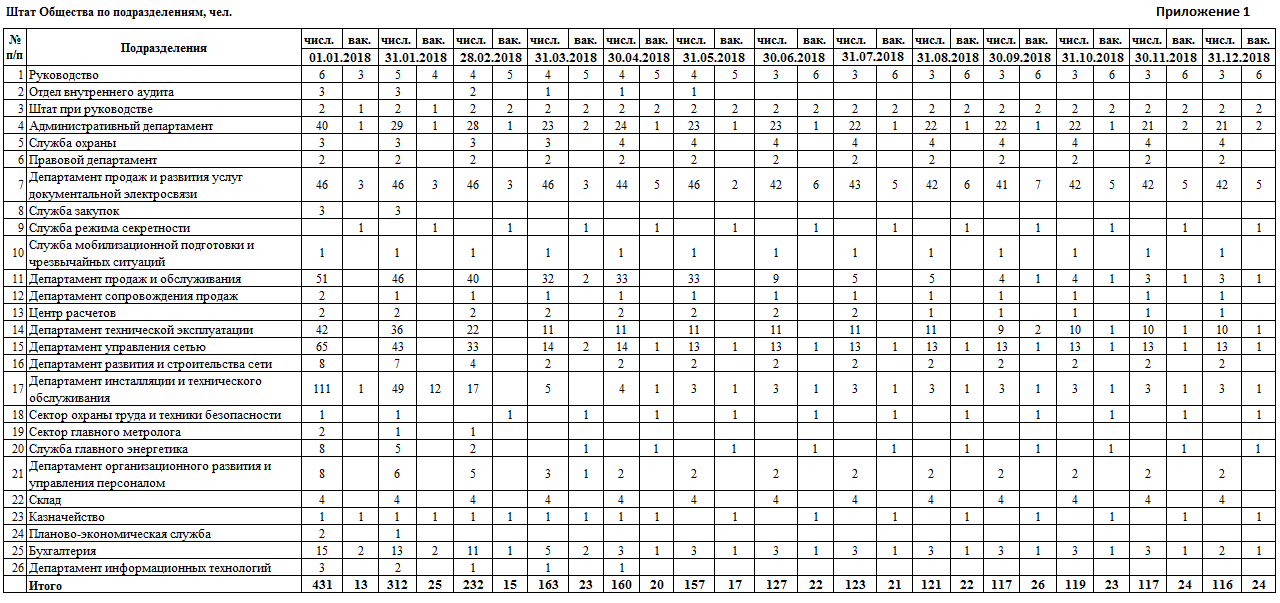 Штат Общества по подразделениям, чел. Приложение 1
№ п/п Подразделения числ. вак. числ. вак. числ. вак. числ. вак. числ. вак. числ. вак. числ. вак. числ. вак. числ. вак. числ. вак. числ. вак. числ. вак. числ. вак.
01.01.2018 31.01.2018 28.02.2018 31.03.2018 30.04.2018 31.05.2018 30.06.2018 31.07.2018 31.08.2018 30.09.2018 31.10.2018 30.11.2018 31.12.2018
1 Руководство 6 3 5 4 4 5 4 5 4 5 4 5 3 6 3 6 3 6 3 6 3 6 3 6 3 6
2 Отдел внутреннего аудита 3 3 2 1 1 1
3 Штат при руководстве 2 1 2 1 2 2 2 2 2 2 2 2 2 2 2 2 2 2 2 2 2 2 2 2 2 2
4 Административный департамент 40 1 29 1 28 1 23 2 24 1 23 1 23 1 22 1 22 1 22 1 22 1 21 2 21 2
5 Служба охраны 3 3 3 3 4 4 4 4 4 4 4 4 4
6 Правовой департамент 2 2 2 2 2 2 2 2 2 2 2 2 2
7 Департамент продаж и развития услуг
документальной электросвязи 46 3 46 3 46 3 46 3 44 5 46 2 42 6 43 5 42 6 41 7 42 5 42 5 42 5
8 Служба закупок 3 3
9 Служба режима секретности 1 1 1 1 1 1 1 1 1 1 1 1 1
10 Служба мобилизационной подготовки и
чрезвычайных ситуаций 1 1 1 1 1 1 1 1 1 1 1 1 1
11 Департамент продаж и обслуживания 51 46 40 32 2 33 33 9 5 5 4 1 4 1 3 1 3 1
12 Департамент сопровождения продаж 2 1 1 1 1 1 1 1 1 1 1 1 1
13 Центр расчетов 2 2 2 2 2 2 2 2 1 1 1 1 1
14 Департамент технической эксплуатации 42 36 22 11 11 11 11 11 11 9 2 10 1 10 1 10 1
15 Департамент управления сетью 65 43 33 14 2 14 1 13 1 13 1 13 1 13 1 13 1 13 1 13 1 13 1
16 Департамент развития и строительства сети 8 7 4 2 2 2 2 2 2 2 2 2 2
17 Департамент инсталляции и технического
обслуживания 111 1 49 12 17 5 4 1 3 1 3 1 3 1 3 1 3 1 3 1 3 1 3 1
18 Сектор охраны труда и техники безопасности 1 1 1 1 1 1 1 1 1 1 1 1 1
19 Сектор главного метролога 2 1 1
20 Служба главного энергетика 8 5 2 1 1 1 1 1 1 1 1 1 1
21 Департамент организационного развития и
управления персоналом 8 6 5 3 1 2 2 2 2 2 2 2 2 2
22 Склад 4 4 4 4 4 4 4 4 4 4 4 4 4
23 Казначейство 1 1 1 1 1 1 1 1 1 1 1 1 1 1 1 1 1 1
24 Планово-экономическая служба 2 1
25 Бухгалтерия 15 2 13 2 11 1 5 2 3 1 3 1 3 1 3 1 3 1 3 1 3 1 3 1 2 1
26 Департамент информационных технологий 3 2 1 1 1
Итого 431 13 312 25 232 15 163 23 160 20 157 17 127 22 123 21 121 22 117 26 119 23 117 24 116 24